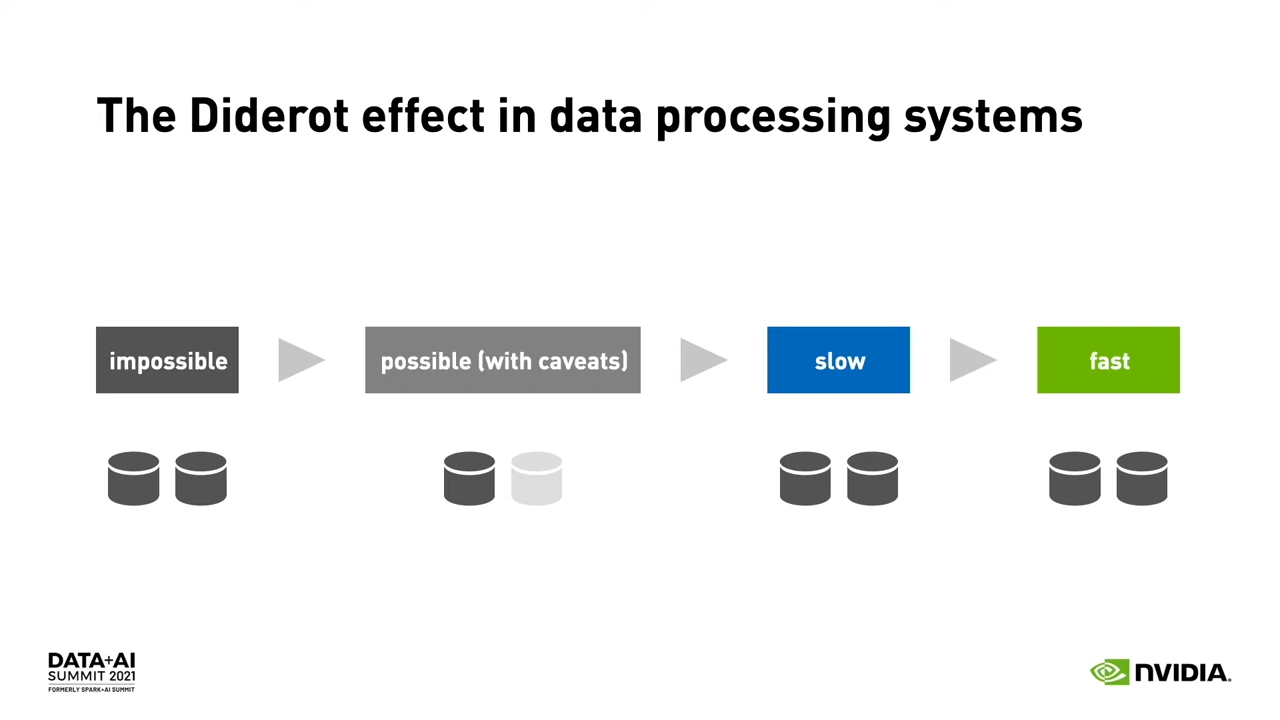 The Diderot effect in data processing systems
impossible
possible (with caveats)
slow
fast
DATA+AI
SUMMIT 2021
FORMERLY SPARK+AI SUMMIT
NVIDIA.